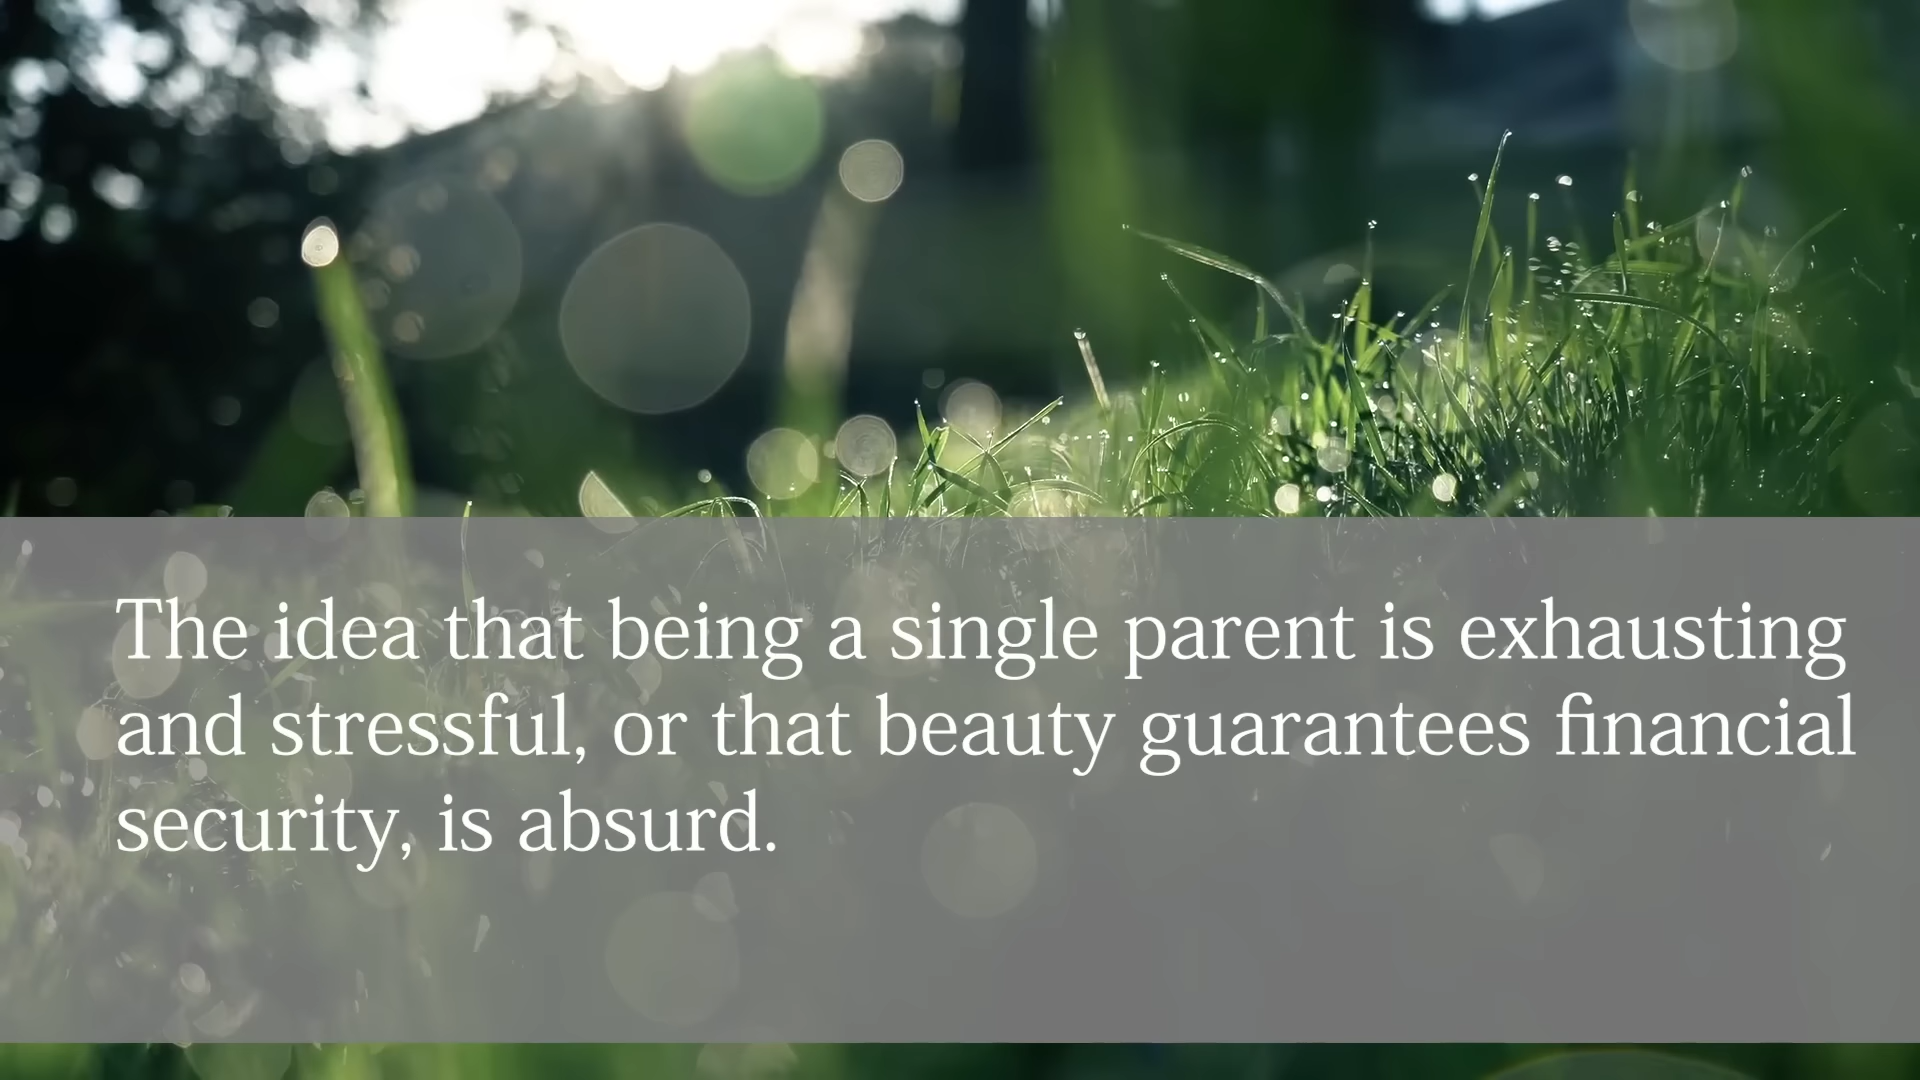 The idea that being a single parent is exhausting
and stressful, or that beauty guarantees financial
security, is absurd.